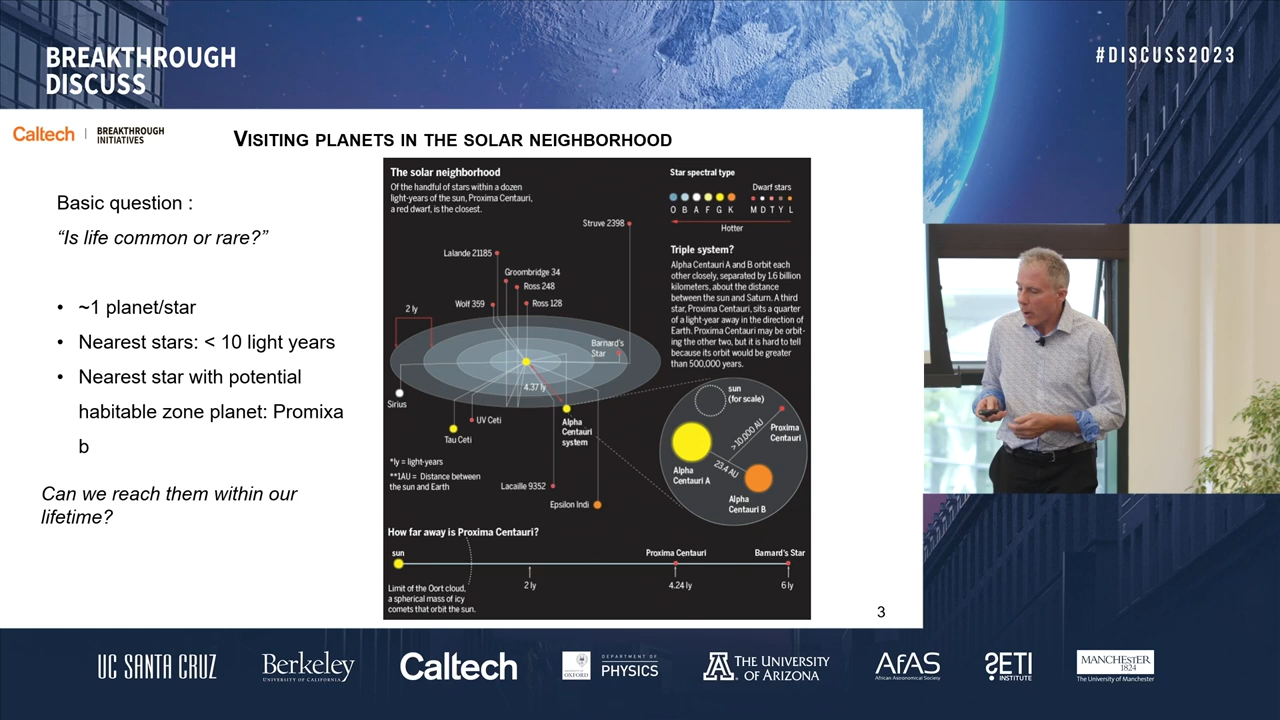 BREAKTHROUGH
DISCUSS
#DISCUSS2023
Caltech | BREAKTHROUGH
INITIATIVES
VISITING PLANETS IN THE SOLAR NEIGHBORHOOD
Basic question :
“Is life common or rare?”
• ~1 planet/star
• Nearest stars: < 10 light years
• Nearest star with potential
habitable zone planet: Promixa
b
Can we reach them within our
lifetime?
The solar neighborhood
Of the handful of stars within a dozen
light-years of the sun, Proxima Centauri,
a red dwarf, is the closest.
Star spectral type
Dwarf stars
O B A F G K
M D T Y L
Hotter
Struve 2398
Lalande 21185
Groombridge 34
Ross 248
Wolf 359
Ross 128
2 ly
Barnard's
Star
4.37 ly
Sirius
UV Ceti
Tau Ceti
Alpha
Centauri
system
*ly = light-years
**1AU = Distance between
the sun and Earth
Lacaille 9352
Epsilon Indi
Triple system?
Alpha Centauri A and B orbit each
other closely, separated by 1.6 billion
kilometers, about the distance
between the sun and Saturn. A third
star, Proxima Centauri, sits a quarter
of a light-year away in the direction of
Earth. Proxima Centauri may be orbit-
ing the other two, but it is hard to tell
because its orbit would be greater
than 500,000 years.
sun
(for scale)
>10,000 AU
Proxima
Centauri
23.4 AU
Alpha
Centauri A
Alpha
Centauri B
How far away is Proxima Centauri?
sun
Proxima Centauri
Barnard's Star
2 ly
4.24 ly
6 ly
Limit of the Oort cloud,
a spherical mass of icy
comets that orbit the sun.
3
UC SANTA CRUZ
Berkeley
UNIVERSITY OF CALIFORNIA
Caltech
UNIVERSITY OF
OXFORD
DEPARTMENT OF
PHYSICS
THE UNIVERSITY
OF ARIZONA
AfAS
African Astronomical Society
SETI
INSTITUTE
MANCHESTER
1824
The University of Manchester